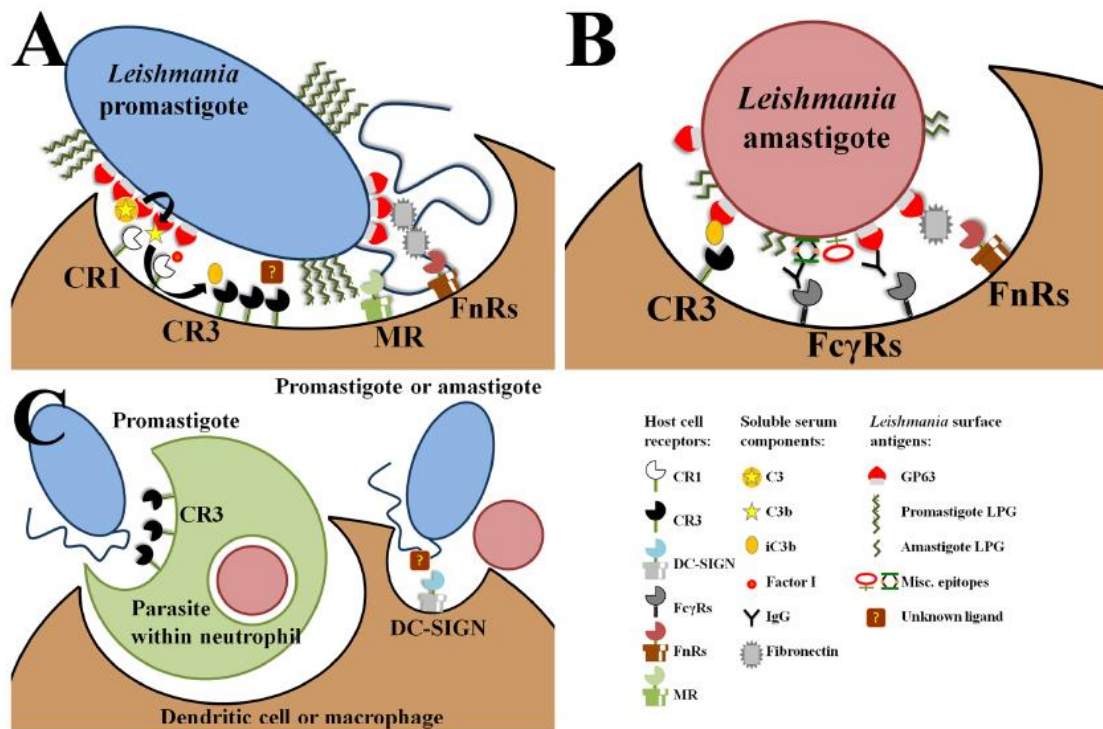 A
Leishmania
promastigote
CR1
CR3
?
MR
FnRs
B
Leishmania
amastigote
CR3
FcγRs
FnRs
C
Promastigote or amastigote
Promastigote
CR3
Parasite
within neutrophil
?
DC-SIGN
Dendritic cell or macrophage
Host cell
receptors:
CR1
CR3
DC-SIGN
FcγRs
FnRs
MR
Soluble serum
components:
C3
C3b
iC3b
Factor I
IgG
Fibronectin
Leishmania surface
antigens:
GP63
Promastigote LPG
Amastigote LPG
Misc. epitopes
? Unknown ligand